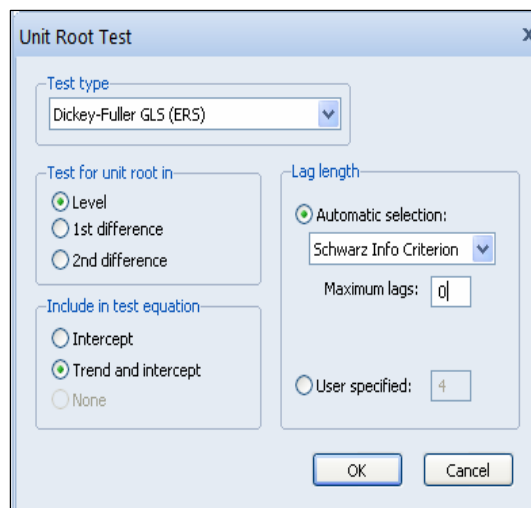 Unit Root Test
x
Test type
Dickey-Fuller GLS (ERS)
Test for unit root in
Level
1st difference
2nd difference
Include in test equation
Intercept
Trend and intercept
None
Lag length
Automatic selection:
Schwarz Info Criterion
Maximum lags: 0
User specified: 4
OK
Cancel